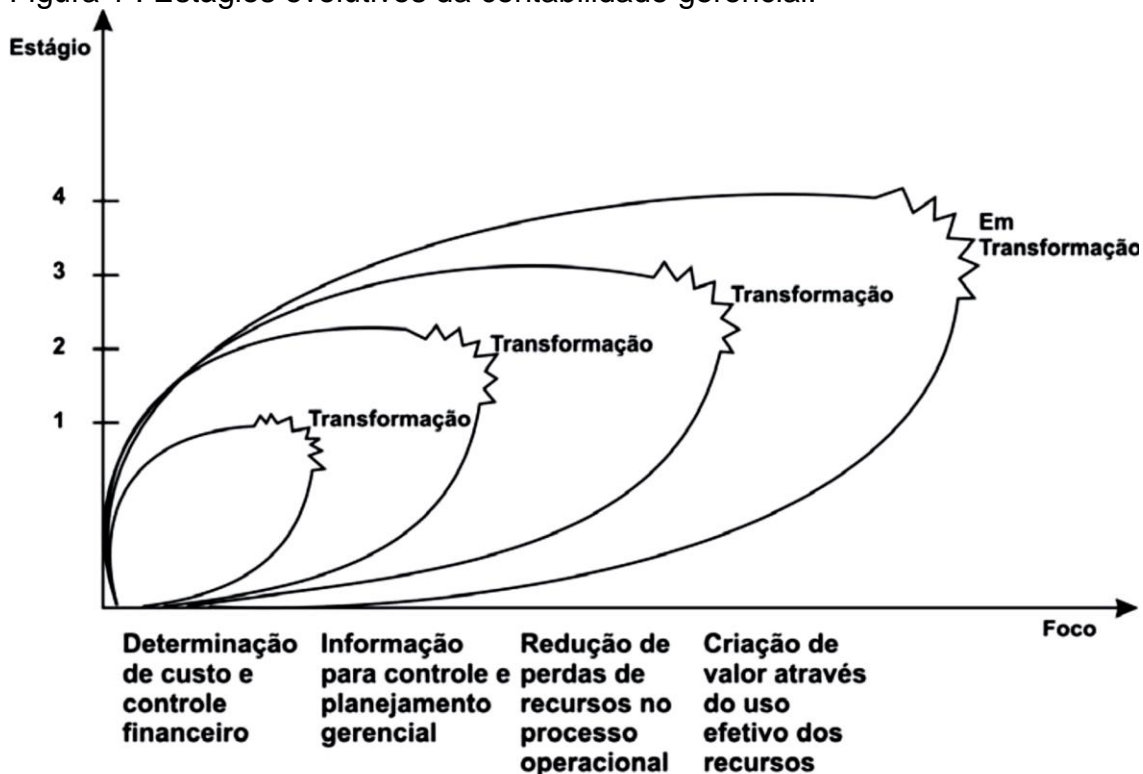 Figura 1 : Estágios evolutivos da contabilidade gerencial.
Estágio
4
Em
Transformação
3
Transformação
2
Transformação
1
Transformação
Foco
Determinação
de custo e
controle
financeiro
Informação
para controle e
planejamento
gerencial
Redução de
perdas de
recursos no
processo
operacional
Criação de
valor através
do uso
efetivo dos
recursos